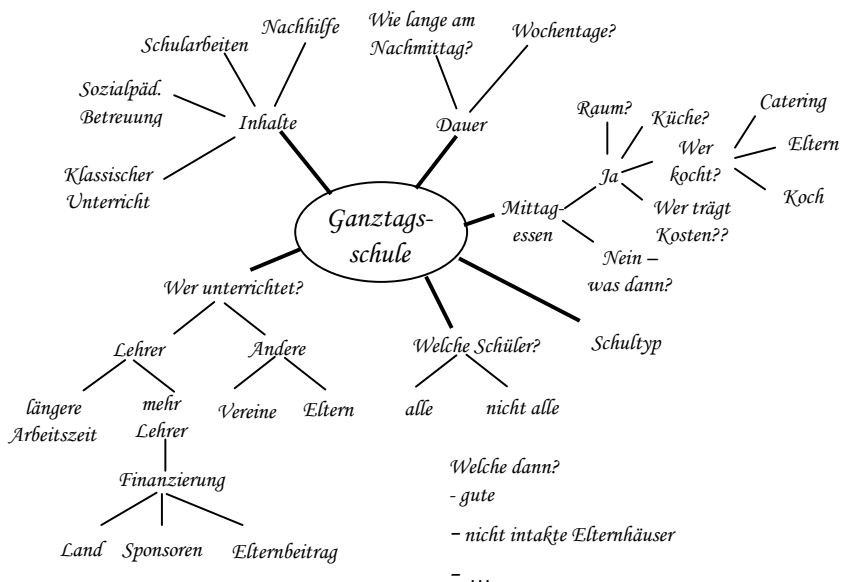 Nachhilfe
Schularbeiten
Sozialpäd.
Betreuung
Klassischer
Unterricht
Inhalte
Wie lange am
Nachmittag?
Wochentage?
Dauer
Ganztags-
schule
Mittag-
essen
Ja
Raum?
Küche?
Wer
kocht?
Catering
Eltern
Koch
Wer trägt
Kosten??
Nein –
was dann?
Schultyp
Wer unterrichtet?
Lehrer
längere
Arbeitszeit
mehr
Lehrer
Finanzierung
Land
Sponsoren
Elternbeitrag
Andere
Vereine
Eltern
Welche Schüler?
alle
nicht alle
Welche dann?
- gute
– nicht intakte Elternhäuser
– ...